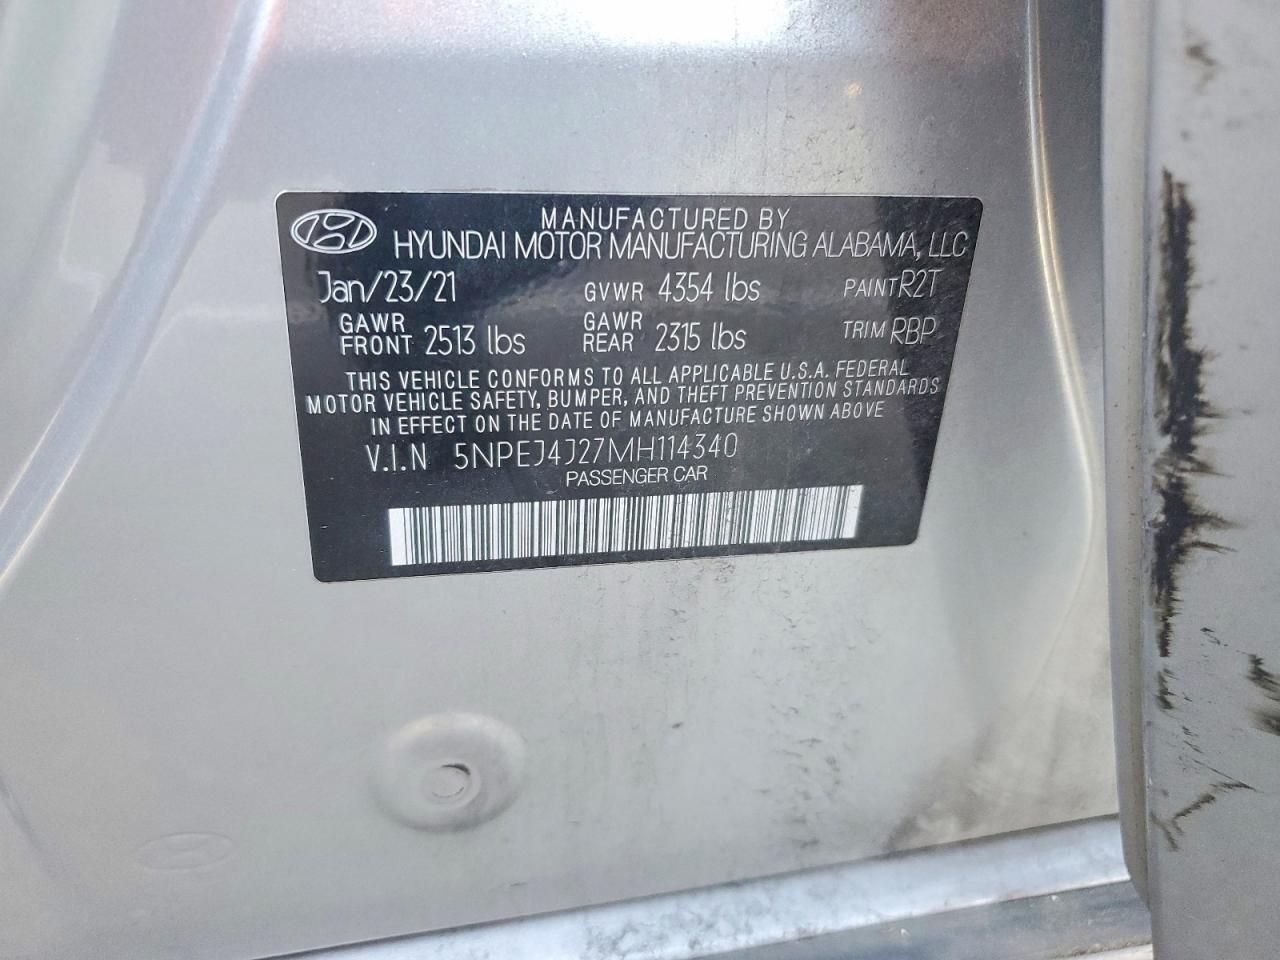 MANUFACTURED BY
HYUNDAI MOTOR MANUFACTURING ALABAMA, LLC
Jan/23/21 GVWR 4354 lbs PAINT R2T
GAWR FRONT 2513 lbs GAWR REAR 2315 lbs TRIM RBP
THIS VEHICLE CONFORMS TO ALL APPLICABLE U.S.A. FEDERAL
MOTOR VEHICLE SAFETY, BUMPER, AND THEFT PREVENTION STANDARDS
IN EFFECT ON THE DATE OF MANUFACTURE SHOWN ABOVE
V.I.N 5NPEJ4J27MH114340
PASSENGER CAR